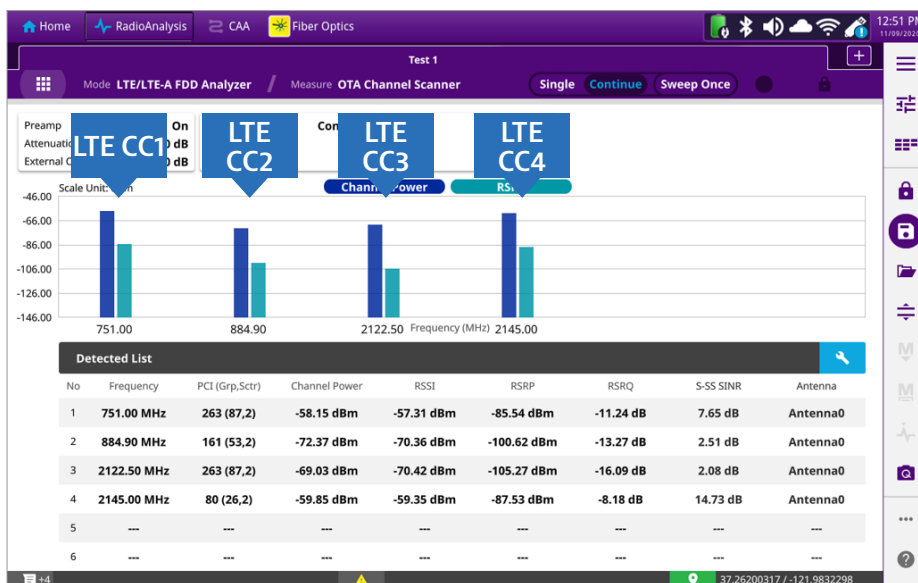 Home RadioAnalysis CAA Fiber Optics 12:51 PM
11/09/2020
Test 1
Mode LTE/LTE-A FDD Analyzer / Measure OTA Channel Scanner Single Continue Sweep Once
Preamp On
LTE CC1
LTE CC2
LTE CC3
LTE CC4
dB
External dB
Scale Unit:
Channel Power
-46.00
-66.00
-86.00
-106.00
-126.00
-146.00
751.00 884.90 2122.50 Frequency (MHz) 2145.00
Detected List
No Frequency PCI (Grp,Sctr) Channel Power RSSI RSRP RSRQ S-SS SINR Antenna
1 751.00 MHz 263 (87,2) -58.15 dBm -57.31 dBm -85.54 dBm -11.24 dB 7.65 dB Antenna0
2 884.90 MHz 161 (53,2) -72.37 dBm -70.36 dBm -100.62 dBm -13.27 dB 2.51 dB Antenna0
3 2122.50 MHz 263 (87,2) -69.03 dBm -70.42 dBm -105.27 dBm -16.09 dB 2.08 dB Antenna0
4 2145.00 MHz 80 (26,2) -59.85 dBm -59.35 dBm -87.53 dBm -8.18 dB 14.73 dB Antenna0
5 --- --- --- --- --- --- --- ---
6 --- --- --- --- --- --- --- ---
+4 37.26200317 / -121.9832298